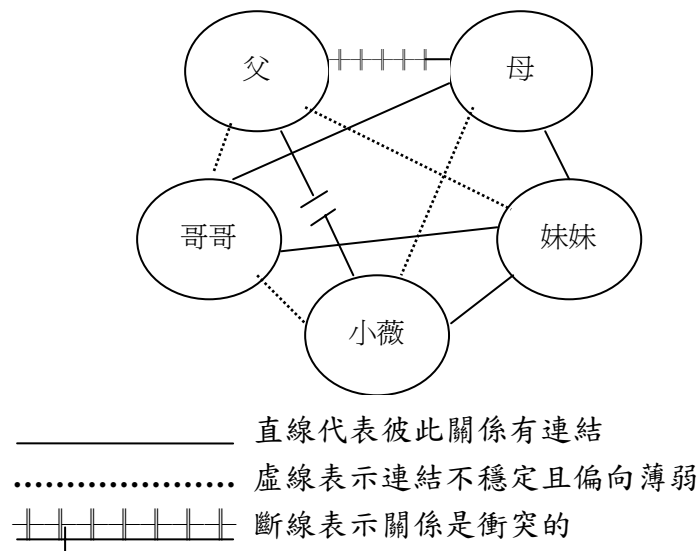 父
母
哥哥
妹妹
小薇
直線代表彼此關係有連結
虛線表示連結不穩定且偏向薄弱
斷線表示關係是衝突的